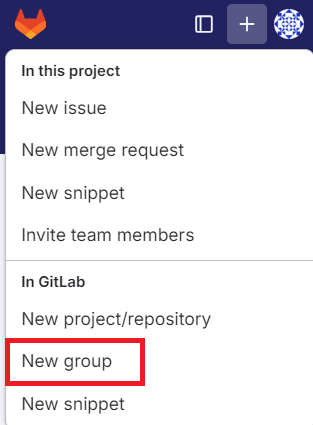 In this project
New issue
New merge request
New snippet
Invite team members
In GitLab
New project/repository
New group
New snippet